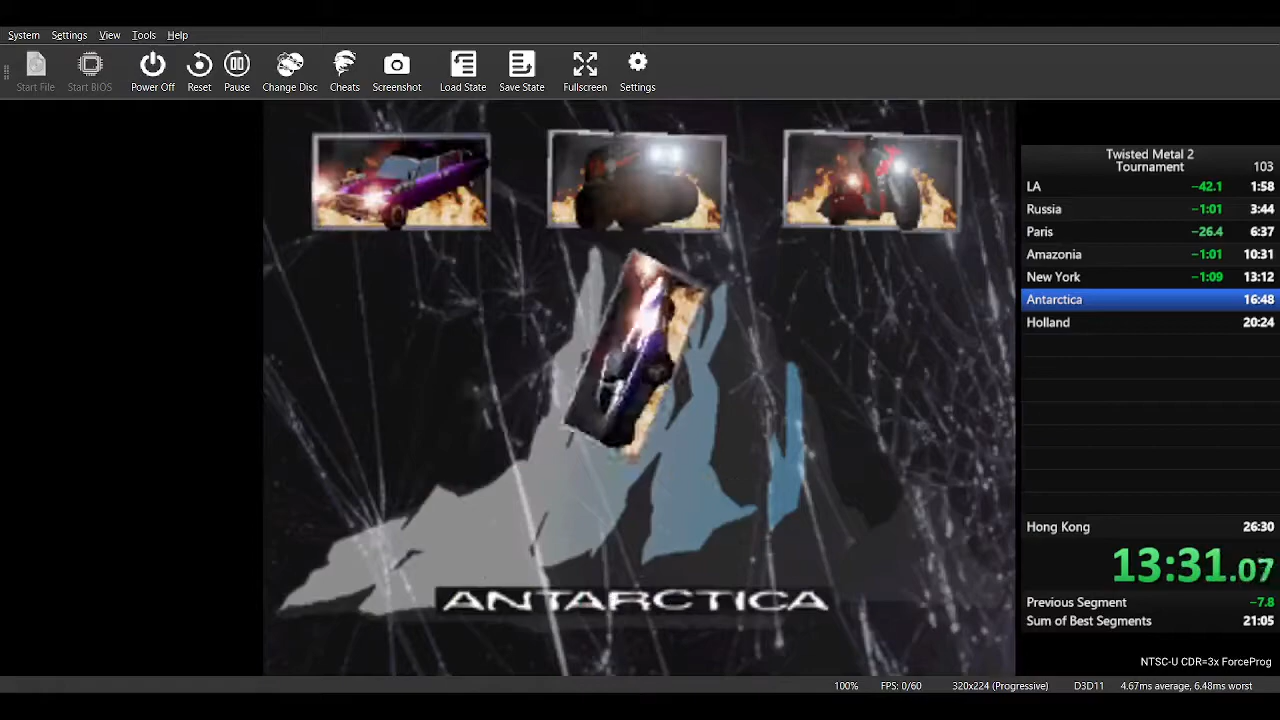 System Settings View Tools Help
Start File Start BIOS Power Off Reset Pause Change Disc Cheats Screenshot Load State Save State Fullscreen Settings
ANTARCTICA
Twisted Metal 2
Tournament 103
LA −42.1 1:58
Russia −1:01 3:44
Paris −26.4 6:37
Amazonia −1:01 10:31
New York −1:09 13:12
Antarctica 16:48
Holland 20:24
Hong Kong 26:30
13:31.07
Previous Segment −7.8
Sum of Best Segments 21:05
NTSC-U CDR=3x ForceProg
100% FPS: 0/60 320x224 (Progressive) D3D11 4.67ms average, 6.48ms worst